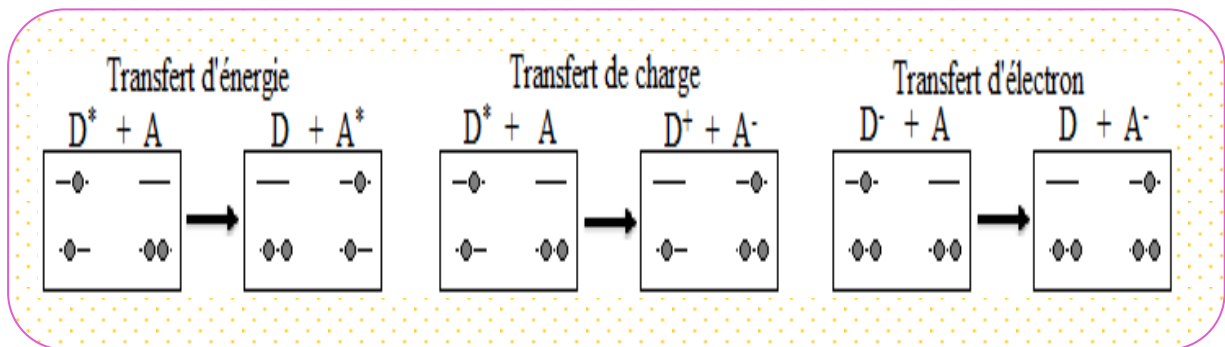 Transfert d'énergie
D* + A
D + A*
Transfert de charge
D* + A
D⁺ + A⁻
Transfert d'électron
D⁻ + A
D + A⁻